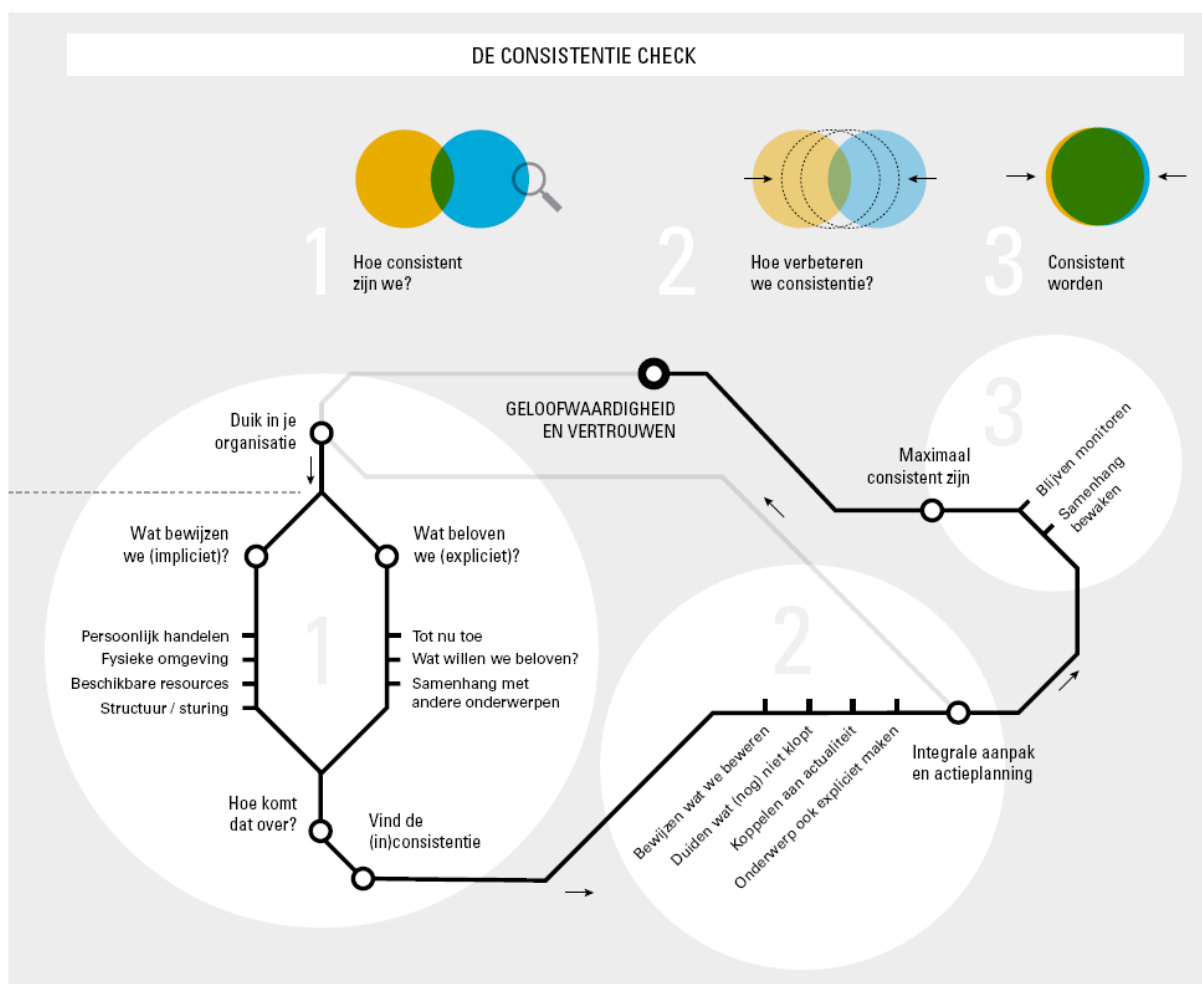 DE CONSISTENTIE CHECK
1
Hoe consistent
zijn we?
2
Hoe verbeteren
we consistentie?
3
Consistent
worden
Duik in je
organisatie
Wat bewijzen
we (impliciet)?
Wat beloven
we (expliciet)?
1
Persoonlijk handelen
Fysieke omgeving
Beschikbare resources
Structuur / sturing
Tot nu toe
Wat willen we beloven?
Samenhang met
andere onderwerpen
Hoe komt
dat over?
Vind de
(in)consistentie
2
Bewijzen wat we beweren
Duiden wat (nog) niet klopt
Koppelen aan actualiteit
Onderwerp ook expliciet maken
Integrale aanpak
en actieplanning
3
Blijven monitoren
Samenhang
bewaken
Maximaal
consistent zijn
GELOOFWAARDIGHEID
EN VERTROUWEN